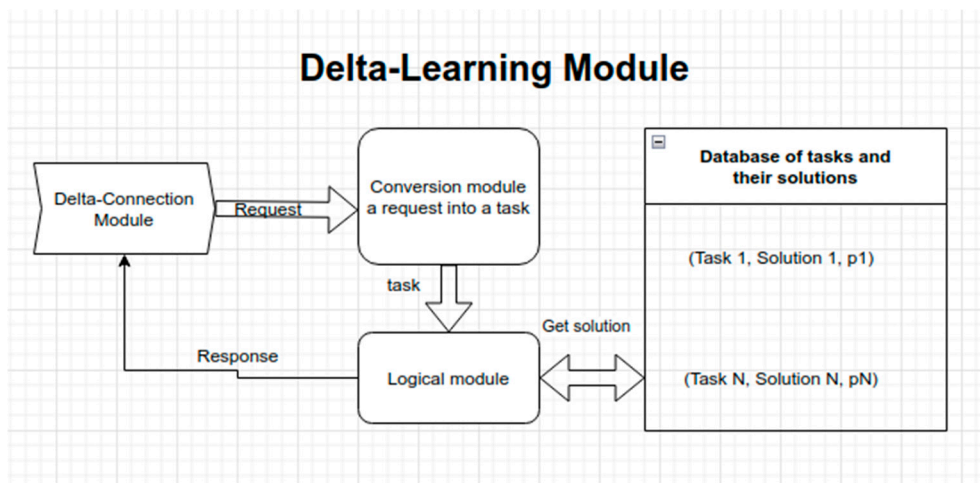 Delta-Learning Module
Delta-Connection
Module
Request
Conversion module
a request into a task
Database of tasks and
their solutions
(Task 1, Solution 1, p1)
task
Get solution
Response
Logical module
(Task N, Solution N, pN)